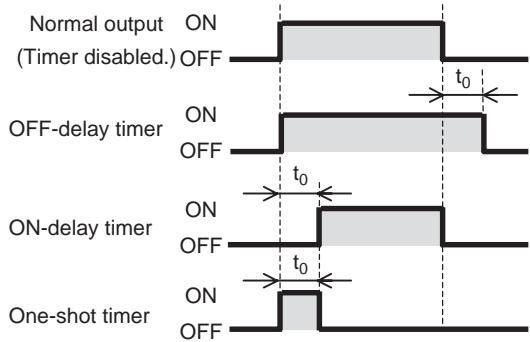 Normal output ON
(Timer disabled.) OFF
t0
ON
OFF-delay timer
OFF
t0
ON
ON-delay timer
OFF
t0
ON
One-shot timer
OFF